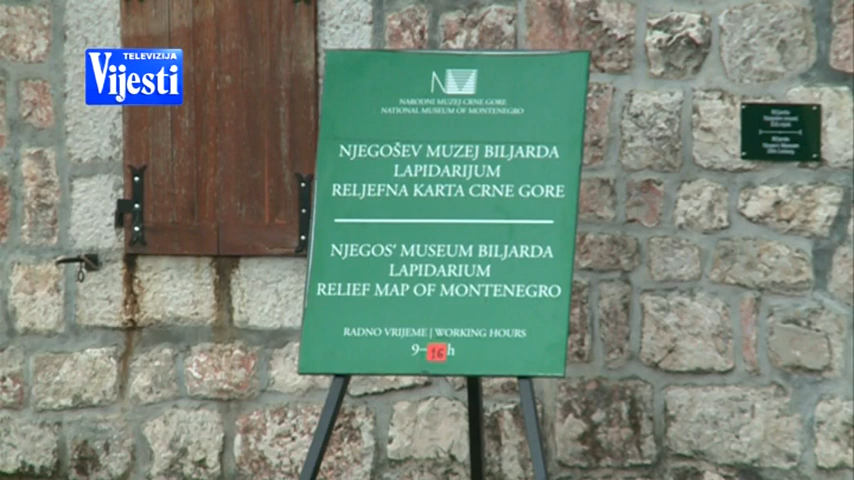 TELEVIZIJA
Vijesti
NARODNI MUZEJ CRNE GORE
NATIONAL MUSEUM OF MONTENEGRO
NJEGOŠEV MUZEJ BILJARDA
LAPIDARIJUM
RELJEFNA KARTA CRNE GORE
NJEGOS' MUSEUM BILJARDA
LAPIDARIUM
RELIEF MAP OF MONTENEGRO
RADNO VRIJEME | WORKING HOURS
9-16h